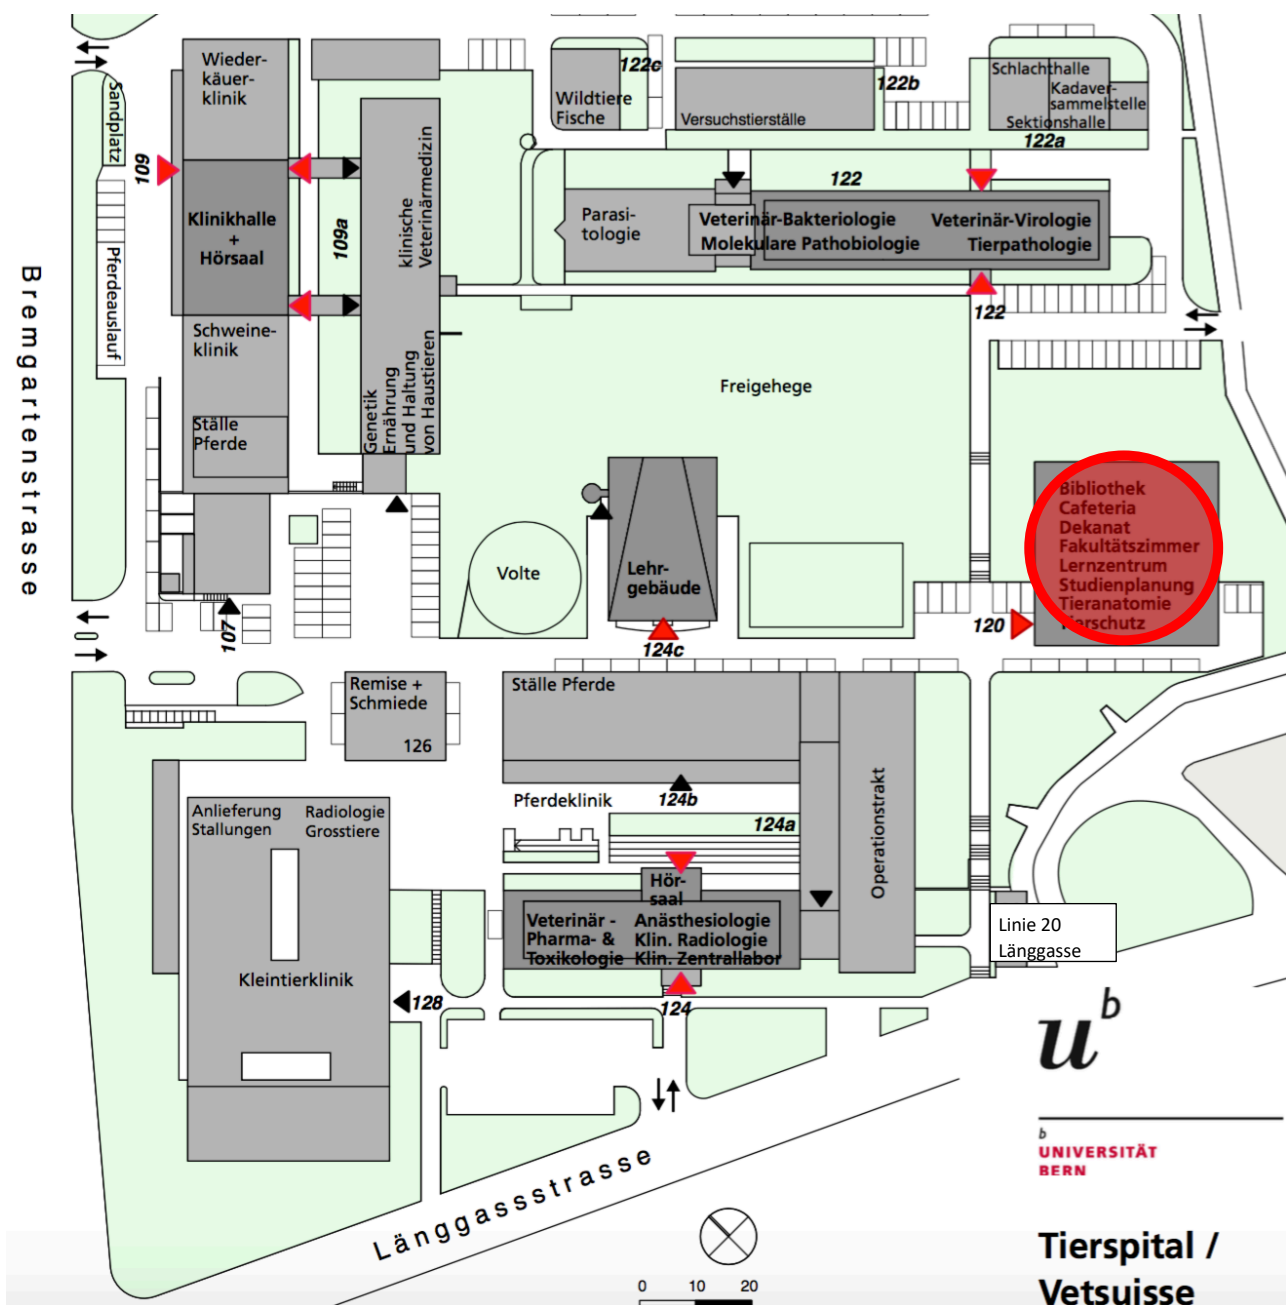 Wieder-
käuer-
klinik
Sandplatz
109
Klinikhalle
+
Hörsaal
109a
klinische
Veterinärmedizin
Pferdeauslauf
Bremgartenstrasse
Schweine-
klinik
Ställe
Pferde
Genetik
Ernährung
und Haltung
von Haustieren
107
122c
Wildtiere
Fische
122b
Versuchstierställe
Schlachthalle
Kadaver-
sammelstelle
Sektionshalle
122a
122
Parasi-
tologie
Veterinär-Bakteriologie
Molekulare Pathobiologie
Veterinär-Virologie
Tierpathologie
122
Freigehege
Volte
Lehr-
gebäude
124c
Bibliothek
Cafeteria
Dekanat
Fakultätszimmer
Lernzentrum
Studienplanung
Tieranatomie
Tierschutz
120
Remise +
Schmiede
126
Ställe Pferde
Pferdeklinik
124b
124a
Operationstrakt
Anlieferung
Stallungen
Radiologie
Grosstiere
Kleintierklinik
128
Hör-
saal
Veterinär -
Pharma- &
Toxikologie
Anästhesiologie
Klin. Radiologie
Klin. Zentrallabor
124
Linie 20
Länggasse
Länggassstrasse
0 10 20
u b
b
UNIVERSITÄT
BERN
Tierspital /
Vetsuisse